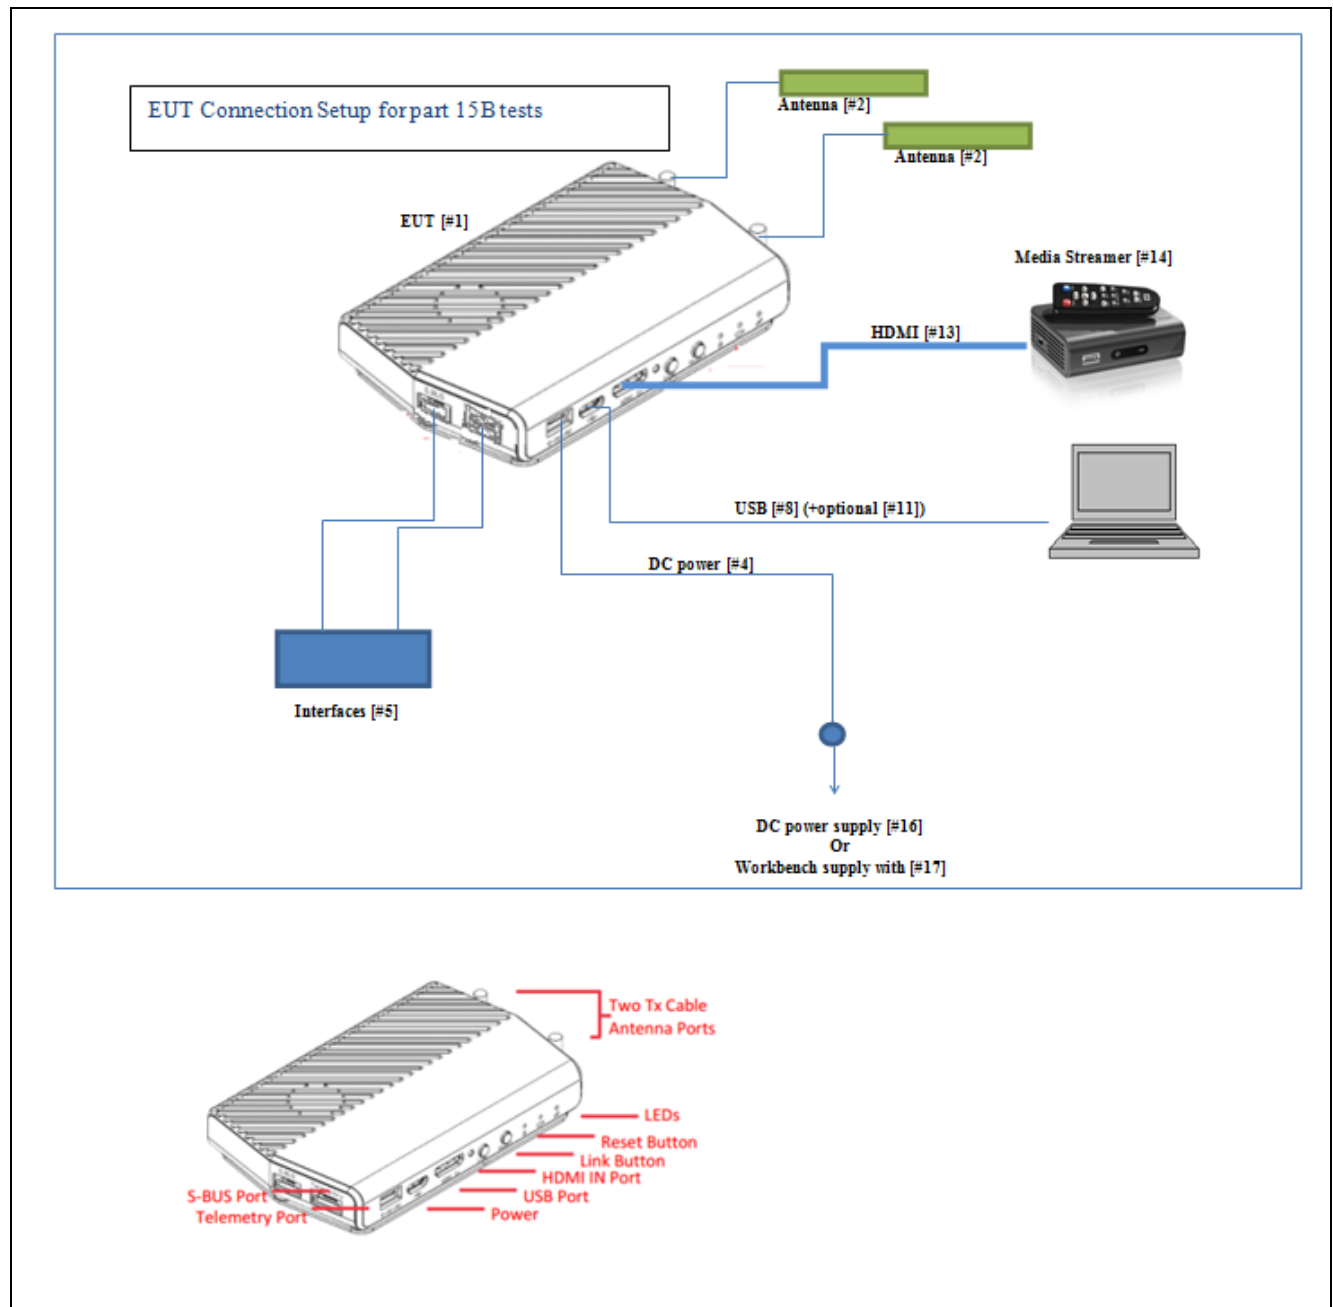 EUT Connection Setup for part 15B tests
Antenna [#2]
Antenna [#2]
EUT [#1]
Media Streamer [#14]
HDMI [#13]
USB [#8] (+optional [#11])
DC power [#4]
Interfaces [#5]
DC power supply [#16]
Or
Workbench supply with [#17]
Two Tx Cable
Antenna Ports
LEDs
Reset Button
Link Button
HDMI IN Port
USB Port
Power
S-BUS Port
Telemetry Port